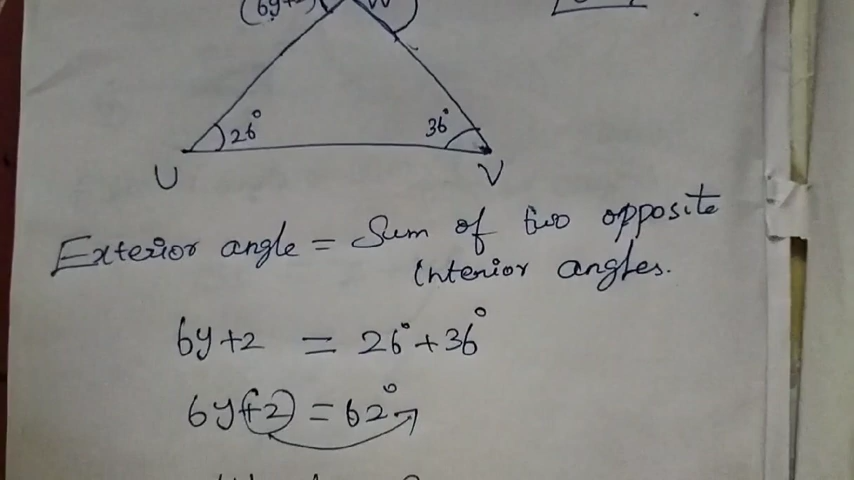 W
26° 36°
U V
Exterior angle = Sum of two opposite
interior angles.
6y+2 = 26°+36°
6y+2 = 62°